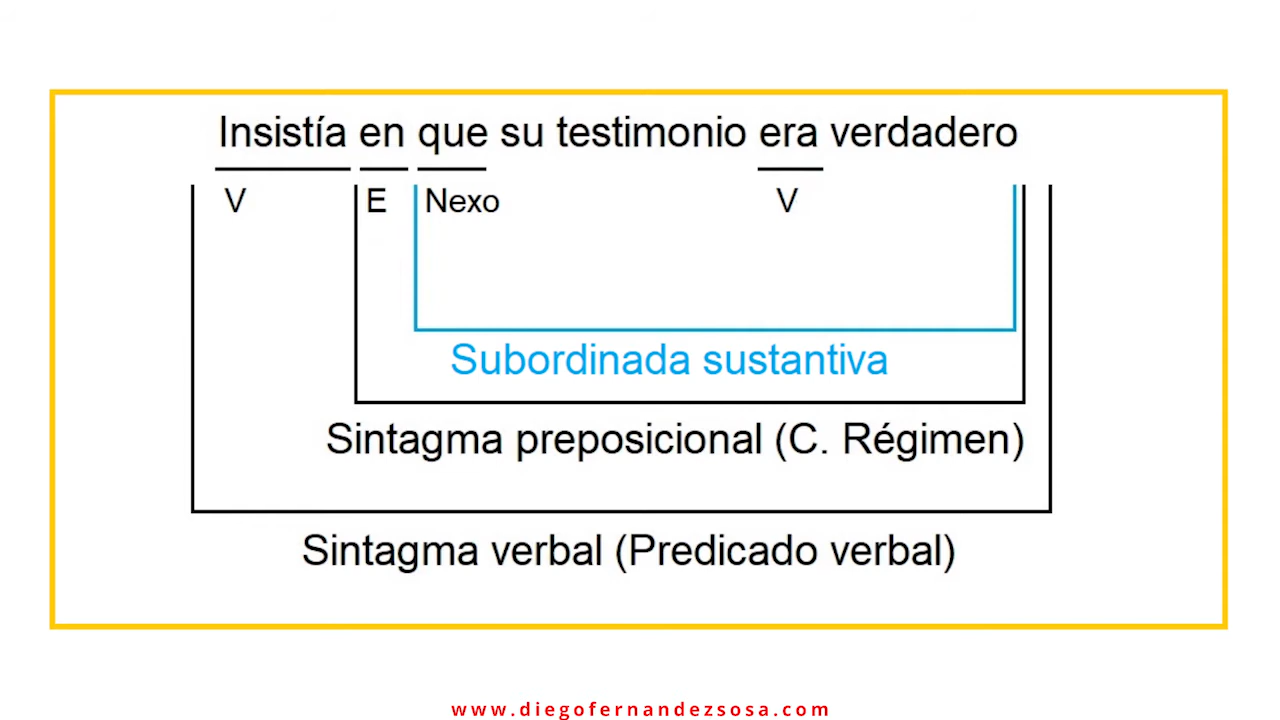 Insistía en que su testimonio era verdadero
V E Nexo V
Subordinada sustantiva
Sintagma preposicional (C. Régimen)
Sintagma verbal (Predicado verbal)
www.diegofernandezsosa.com